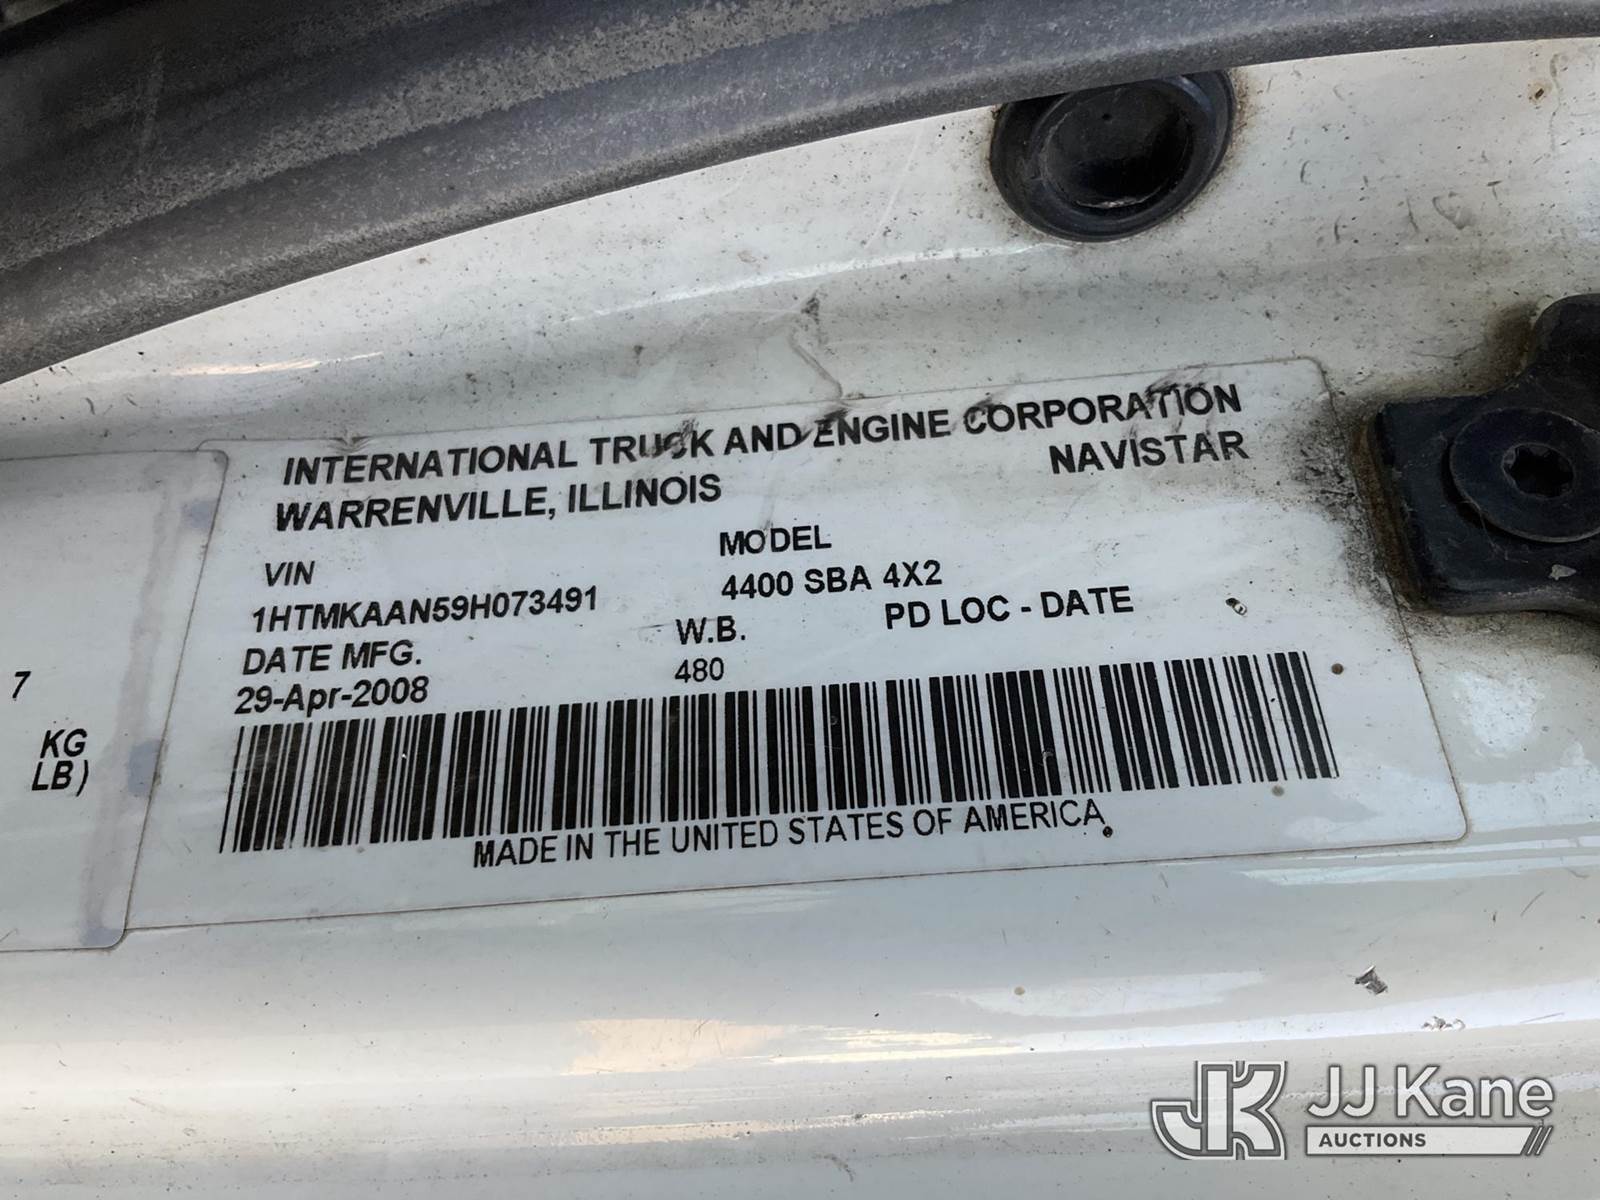 INTERNATIONAL TRUCK AND ENGINE CORPORATION
WARRENVILLE, ILLINOIS NAVISTAR
VIN MODEL
1HTMKAAN59H073491 4400 SBA 4X2
DATE MFG. W.B. PD LOC - DATE
29-Apr-2008 480
MADE IN THE UNITED STATES OF AMERICA
7
KG
LB)
JK JJ Kane
AUCTIONS